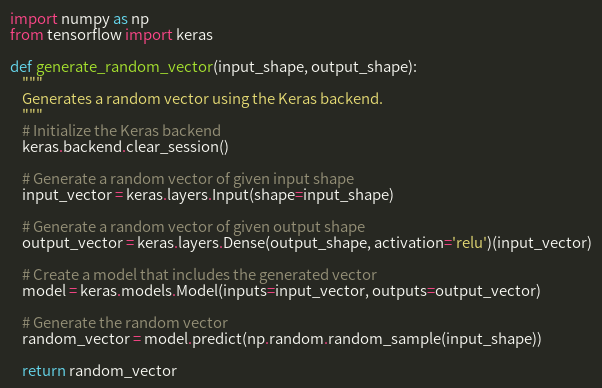 import numpy as np
from tensorflow import keras
def generate_random_vector(input_shape, output_shape):
"""
Generates a random vector using the Keras backend.
"""
# Initialize the Keras backend
keras.backend.clear_session()
# Generate a random vector of given input shape
input_vector = keras.layers.Input(shape=input_shape)
# Generate a random vector of given output shape
output_vector = keras.layers.Dense(output_shape, activation='relu')(input_vector)
# Create a model that includes the generated vector
model = keras.models.Model(inputs=input_vector, outputs=output_vector)
# Generate the random vector
random_vector = model.predict(np.random.random_sample(input_shape))
return random_vector